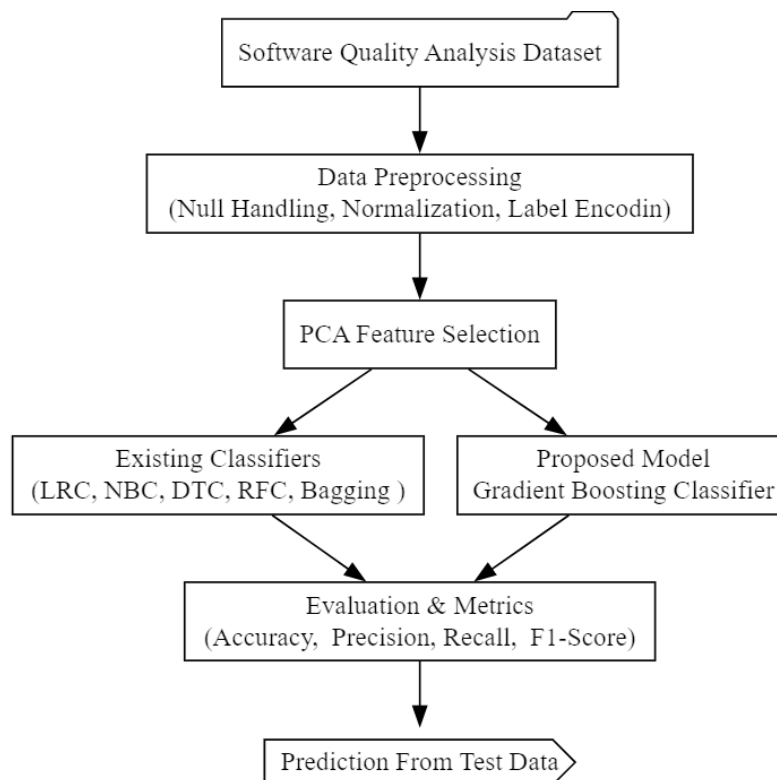 Software Quality Analysis Dataset
Data Preprocessing
(Null Handling, Normalization, Label Encodin)
PCA Feature Selection
Existing Classifiers
(LRC, NBC, DTC, RFC, Bagging )
Proposed Model
Gradient Boosting Classifier
Evaluation & Metrics
(Accuracy,  Precision, Recall,  F1-Score)
Prediction From Test Data